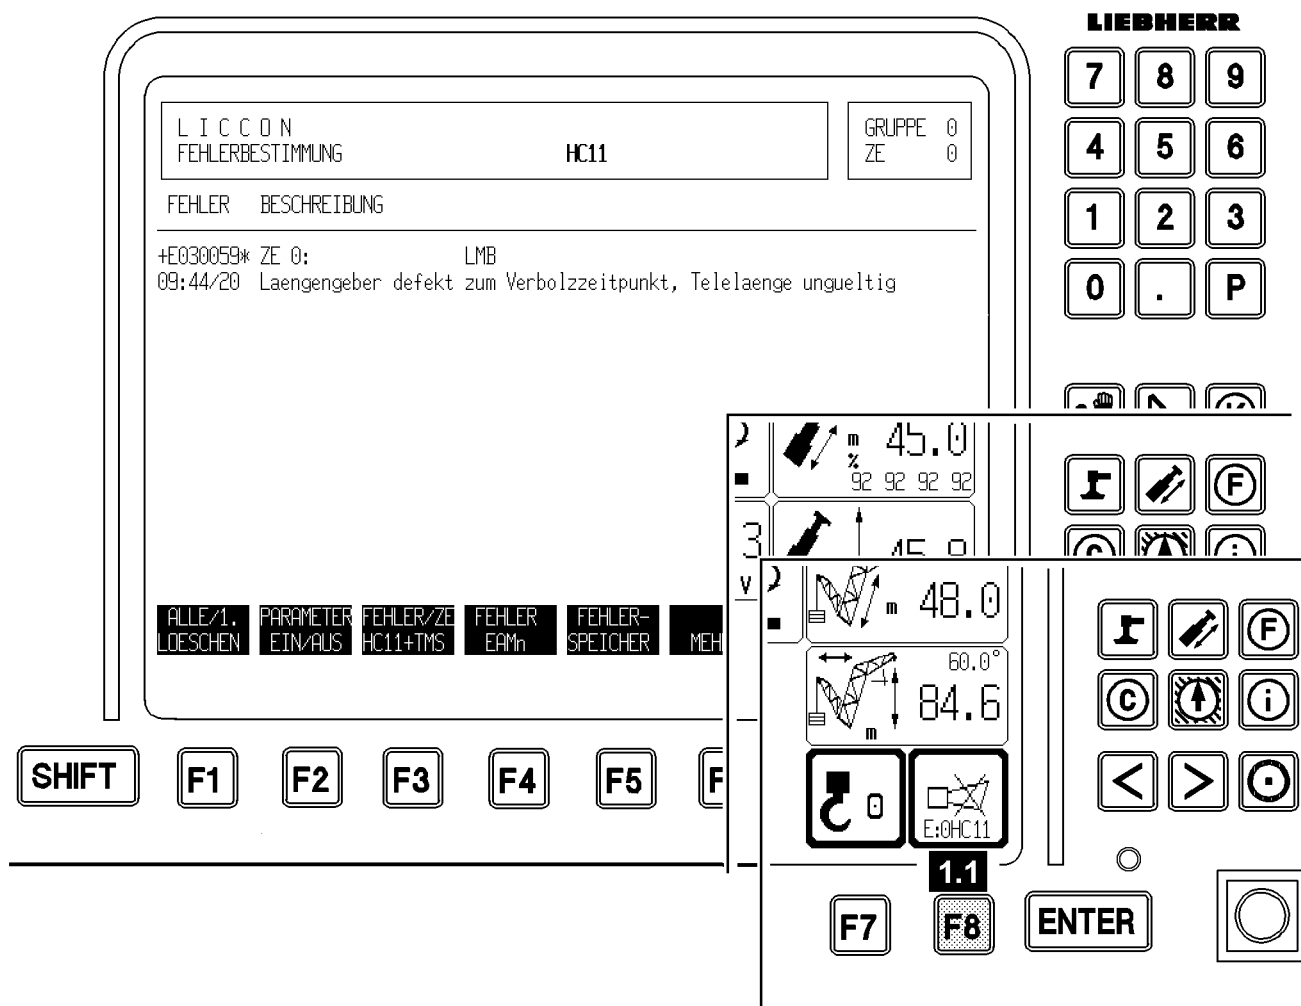 LIEBHERR
7 8 9
L I C C O N
FEHLERBESTIMMUNG HC11
GRUPPE 0
ZE 0
4 5 6
FEHLER BESCHREIBUNG
1 2 3
+E030059* ZE 0: LMB
09:44/20 Laengengeber defekt zum Verbolzzeitpunkt, Telelaenge ungueltig
0 . P
m 45.0
%
92 92 92 92
F
3
V
m 48.0
F
ALLE/1. LOESCHEN
PARAMETER EIN/AUS
FEHLER/ZE HC11+TMS
FEHLER EAMn
FEHLER-SPEICHER
60.0°
84.6
m
C i
SHIFT F1 F2 F3 F4 F5 F
0
E:0HC11
< >
1.1
F7 F8 ENTER